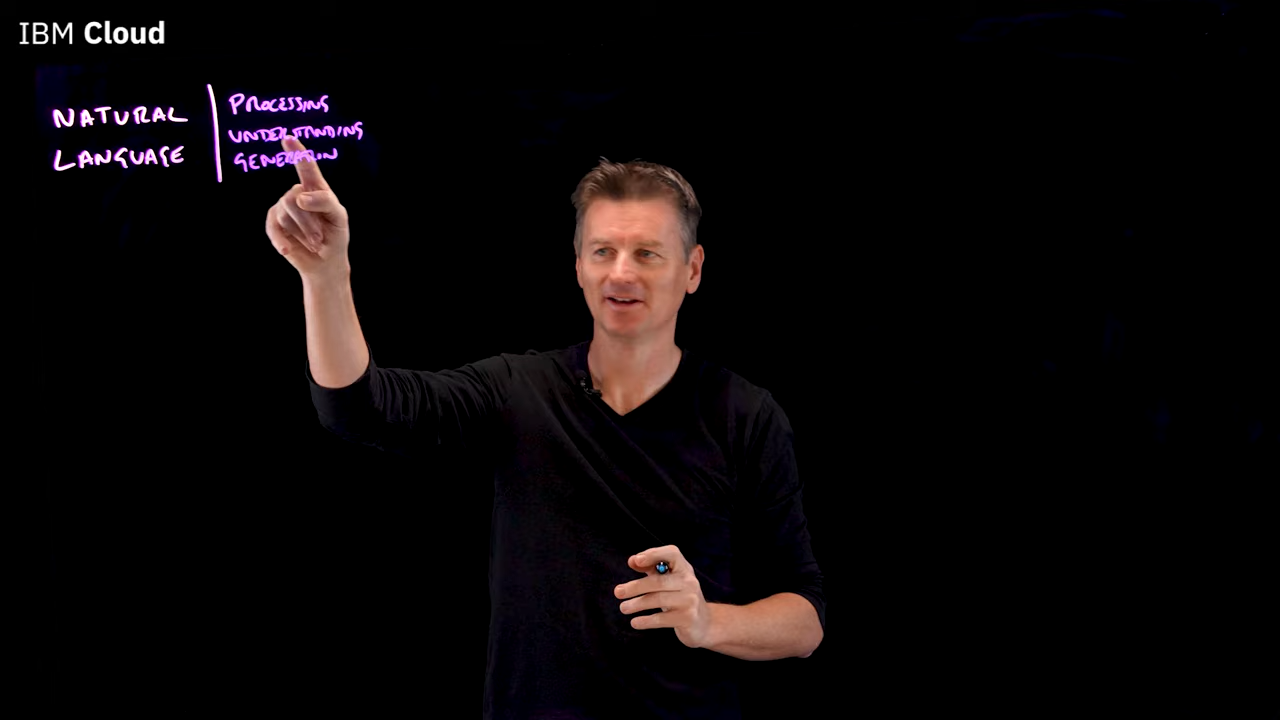 IBM Cloud
NATURAL
LANGUAGE
PROCESSING
UNDERSTANDING
GENERATION